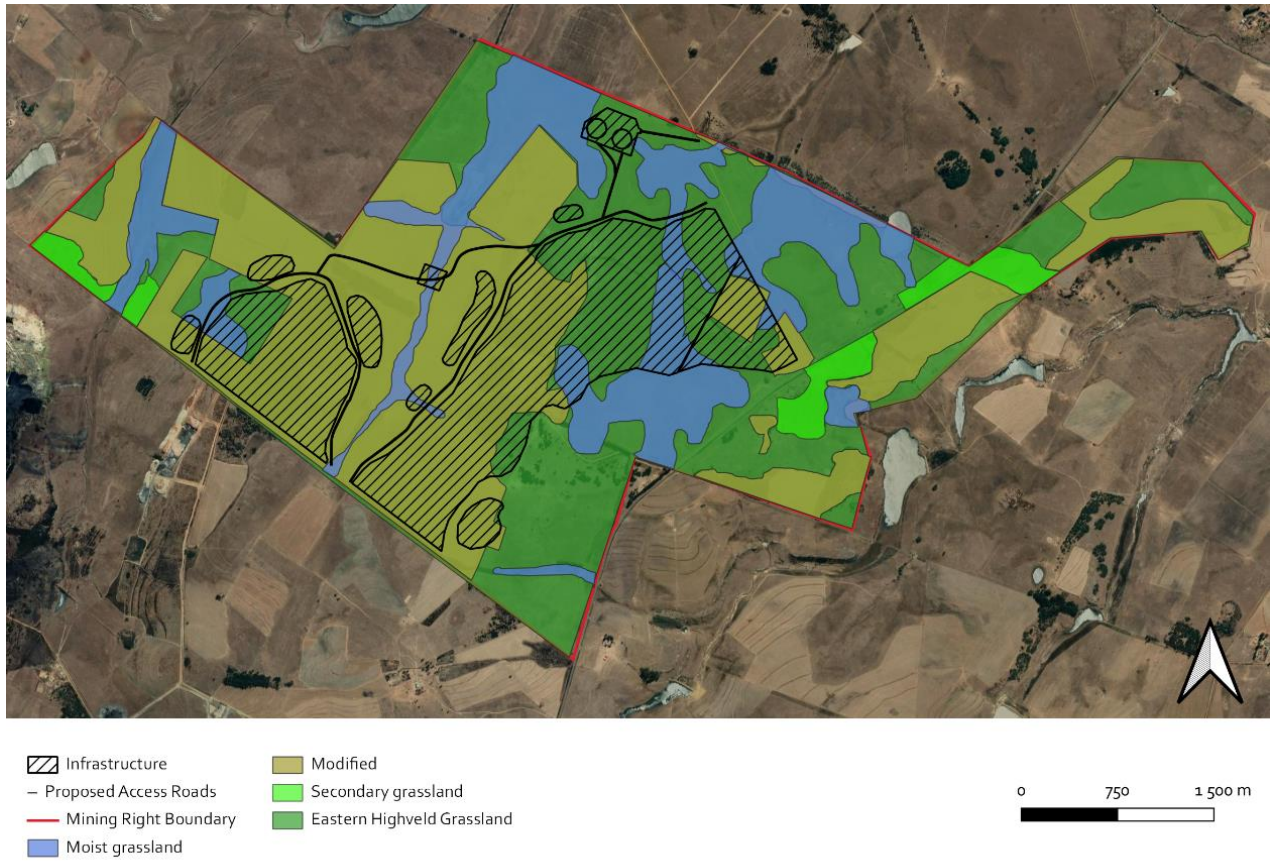 Infrastructure
Proposed Access Roads
Mining Right Boundary
Moist grassland
Modified
Secondary grassland
Eastern Highveld Grassland
0 750 1 500 m